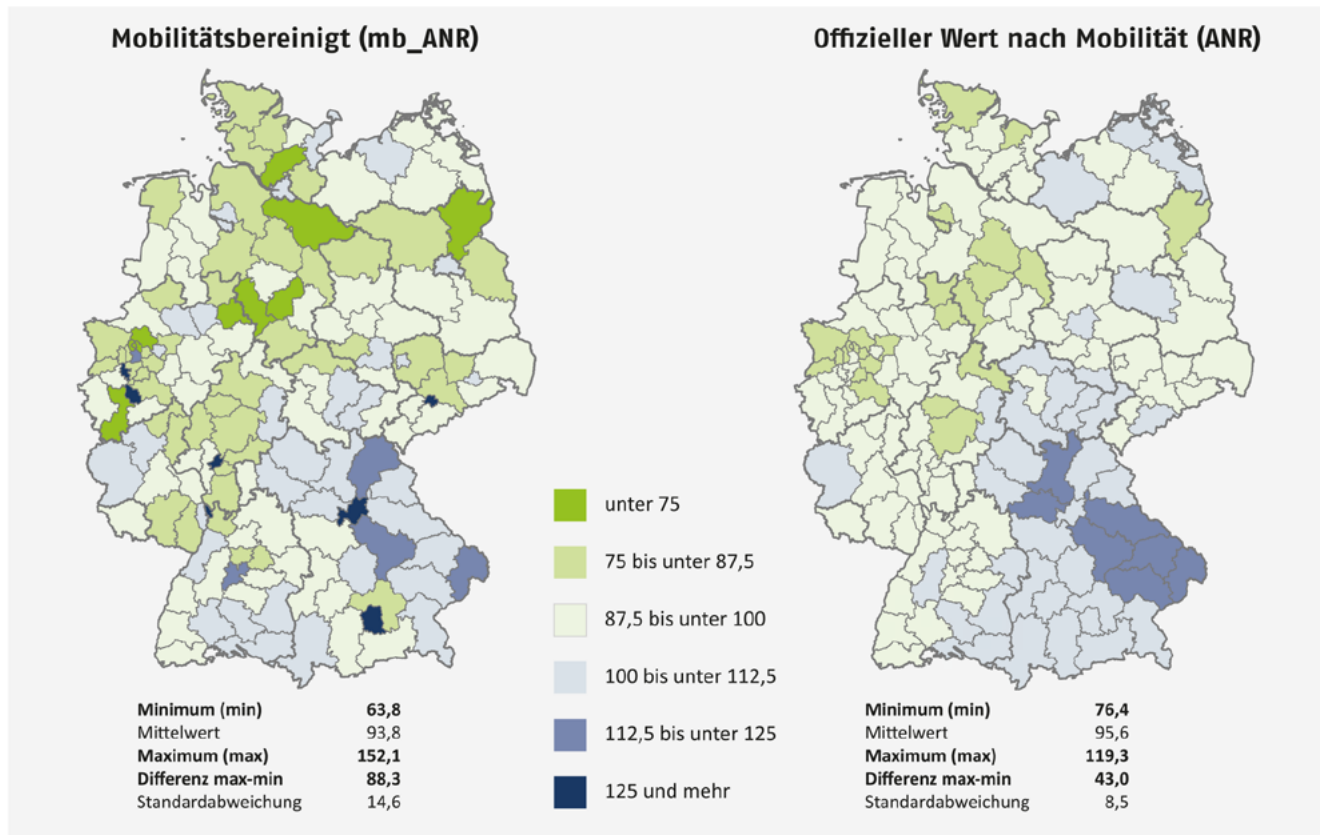 Mobilitätsbereinigt (mb_ANR)
Offizieller Wert nach Mobilität (ANR)
unter 75
75 bis unter 87,5
87,5 bis unter 100
100 bis unter 112,5
112,5 bis unter 125
125 und mehr
Minimum (min) 63,8
Mittelwert 93,8
Maximum (max) 152,1
Differenz max-min 88,3
Standardabweichung 14,6
Minimum (min) 76,4
Mittelwert 95,6
Maximum (max) 119,3
Differenz max-min 43,0
Standardabweichung 8,5